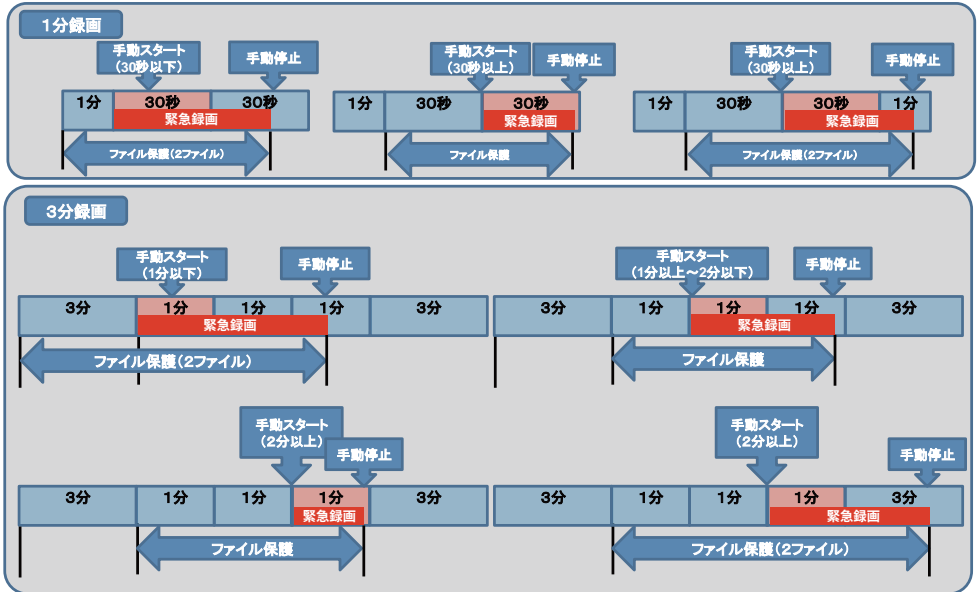 1分録画
手動スタート
(30秒以下)
手動停止
手動スタート
(30秒以上)
手動停止
手動スタート
(30秒以上)
手動停止
1分 30秒 30秒
緊急録画
1分 30秒 30秒
緊急録画
1分 30秒 30秒 1分
緊急録画
ファイル保護(2ファイル)
ファイル保護
ファイル保護(2ファイル)
3分録画
手動スタート
(1分以下)
手動停止
手動スタート
(1分以上～2分以下)
手動停止
3分 1分 1分 1分 3分
緊急録画
3分 1分 1分 1分 3分
緊急録画
ファイル保護(2ファイル)
ファイル保護
手動スタート
(2分以上)
手動停止
手動スタート
(2分以上)
手動停止
3分 1分 1分 1分 3分
緊急録画
3分 1分 1分 1分 3分
緊急録画
ファイル保護
ファイル保護(2ファイル)